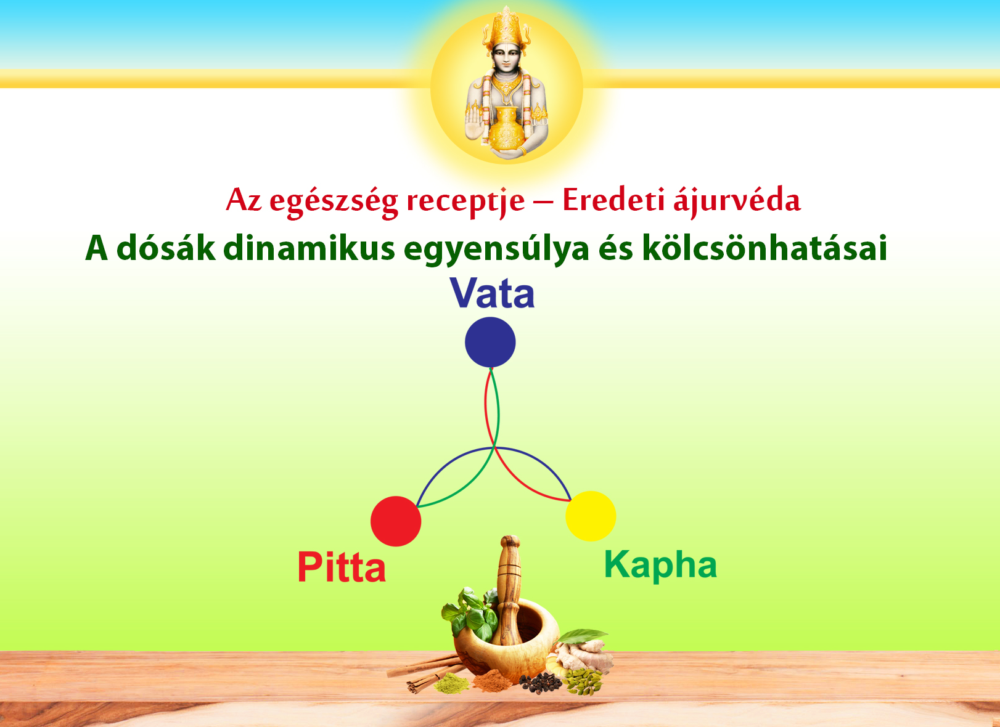 Az egészség receptje – Eredeti ájurvéda
A dósák dinamikus egyensúlya és kölcsönhatásai
Vata
Pitta
Kapha